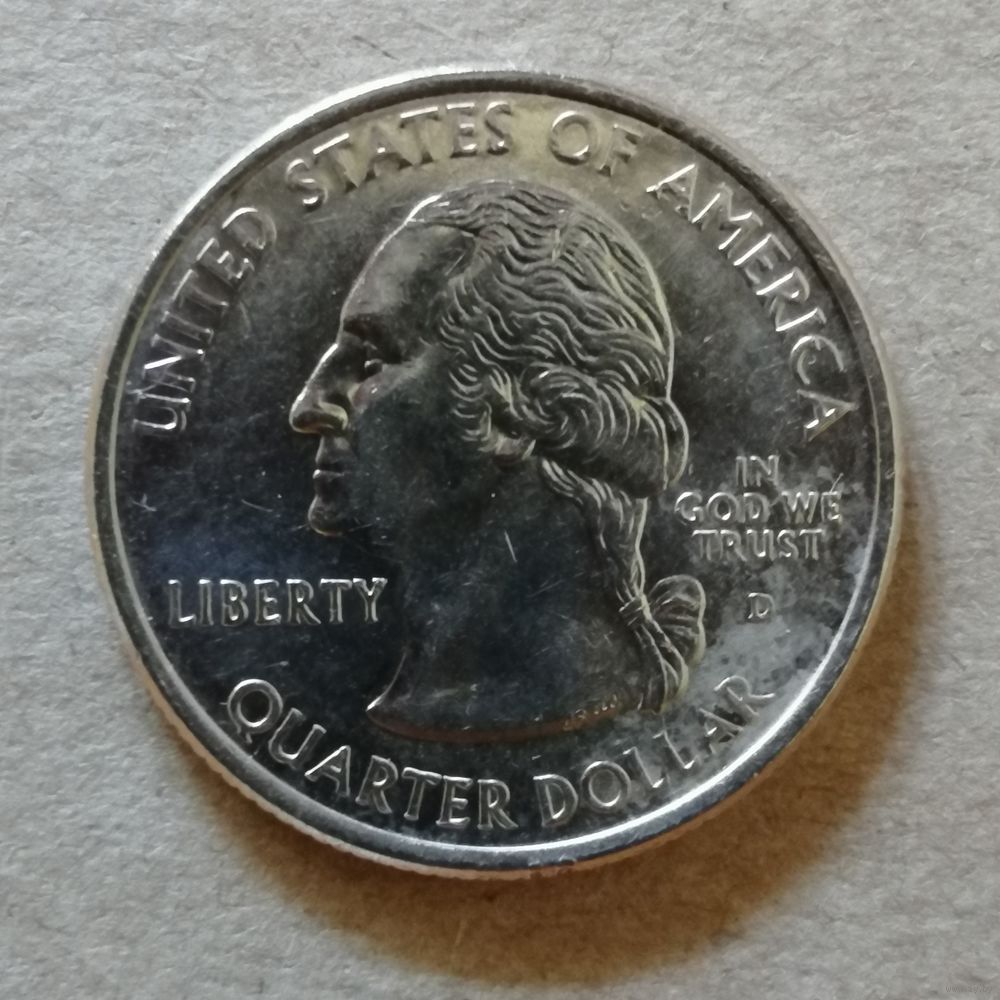 UNITED STATES OF AMERICA
LIBERTY
IN
GOD WE
TRUST
D
QUARTER DOLLAR